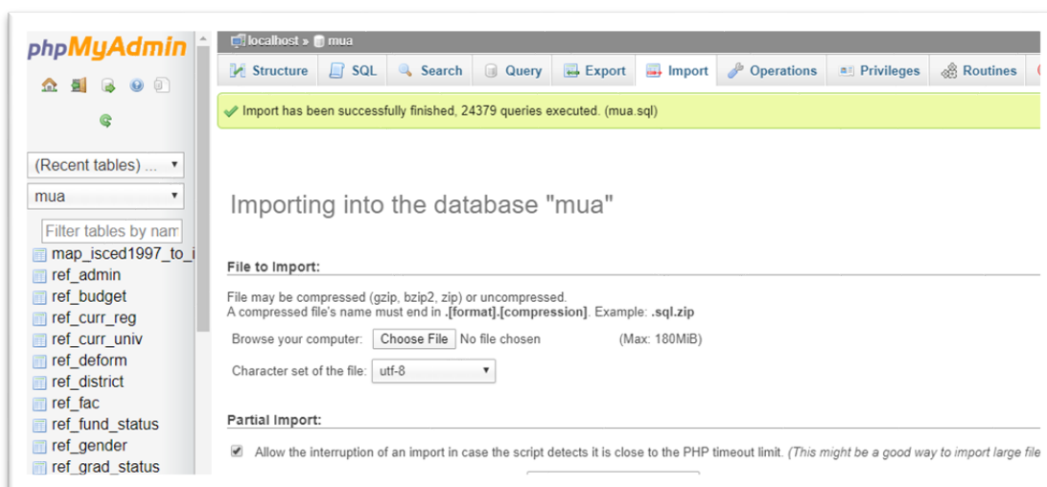 phpMyAdmin
localhost » mua
Structure SQL Search Query Export Import Operations Privileges Routines
Import has been successfully finished, 24379 queries executed. (mua.sql)
(Recent tables) ...
mua
Filter tables by nam
map_isced1997_to_i
ref_admin
ref_budget
ref_curr_reg
ref_curr_univ
ref_deform
ref_district
ref_fac
ref_fund_status
ref_gender
ref_grad_status
Importing into the database "mua"
File to Import:
File may be compressed (gzip, bzip2, zip) or uncompressed.
A compressed file's name must end in .[format].[compression]. Example: .sql.zip
Browse your computer: Choose File No file chosen (Max: 180MiB)
Character set of the file: utf-8
Partial Import:
Allow the interruption of an import in case the script detects it is close to the PHP timeout limit. (This might be a good way to import large file